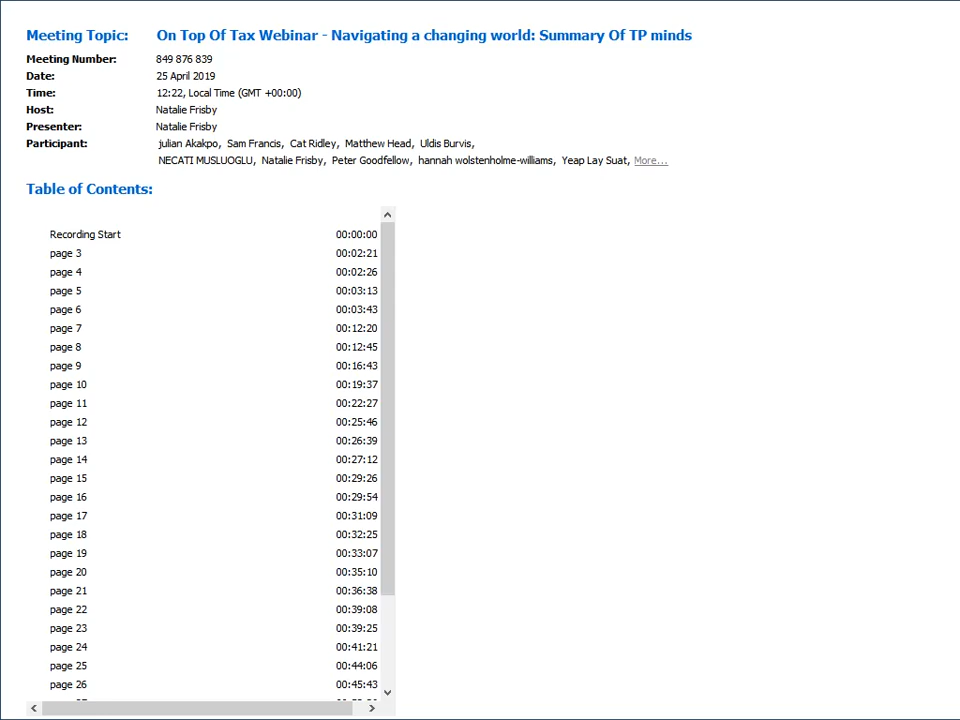 Meeting Topic: On Top Of Tax Webinar - Navigating a changing world: Summary Of TP minds
Meeting Number: 849 876 839
Date: 25 April 2019
Time: 12:22, Local Time (GMT +00:00)
Host: Natalie Frisby
Presenter: Natalie Frisby
Participant: julian Akakpo, Sam Francis, Cat Ridley, Matthew Head, Uldis Burvis,
NECATI MUSLUOGLU, Natalie Frisby, Peter Goodfellow, hannah wolstenholme-williams, Yeap Lay Suat, More...
Table of Contents:
Recording Start 00:00:00
page 3 00:02:21
page 4 00:02:26
page 5 00:03:13
page 6 00:03:43
page 7 00:12:20
page 8 00:12:45
page 9 00:16:43
page 10 00:19:37
page 11 00:22:27
page 12 00:25:46
page 13 00:26:39
page 14 00:27:12
page 15 00:29:26
page 16 00:29:54
page 17 00:31:09
page 18 00:32:25
page 19 00:33:07
page 20 00:35:10
page 21 00:36:38
page 22 00:39:08
page 23 00:39:25
page 24 00:41:21
page 25 00:44:06
page 26 00:45:43